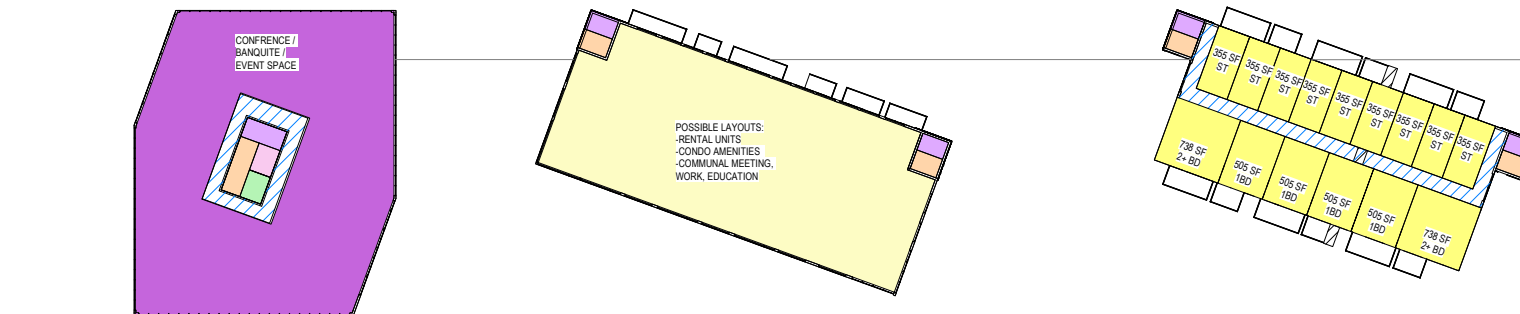 CONFRENCE /
BANQUITE /
EVENT SPACE
POSSIBLE LAYOUTS:
-RENTAL UNITS
-CONDO AMENITIES
-COMMUNAL MEETING,
WORK, EDUCATION
355 SF
ST
355 SF
ST
355 SF
ST
355 SF
ST
355 SF
ST
355 SF
ST
355 SF
ST
355 SF
ST
355 SF
ST
738 SF
2+ BD
505 SF
1BD
505 SF
1BD
505 SF
1BD
505 SF
1BD
738 SF
2+ BD